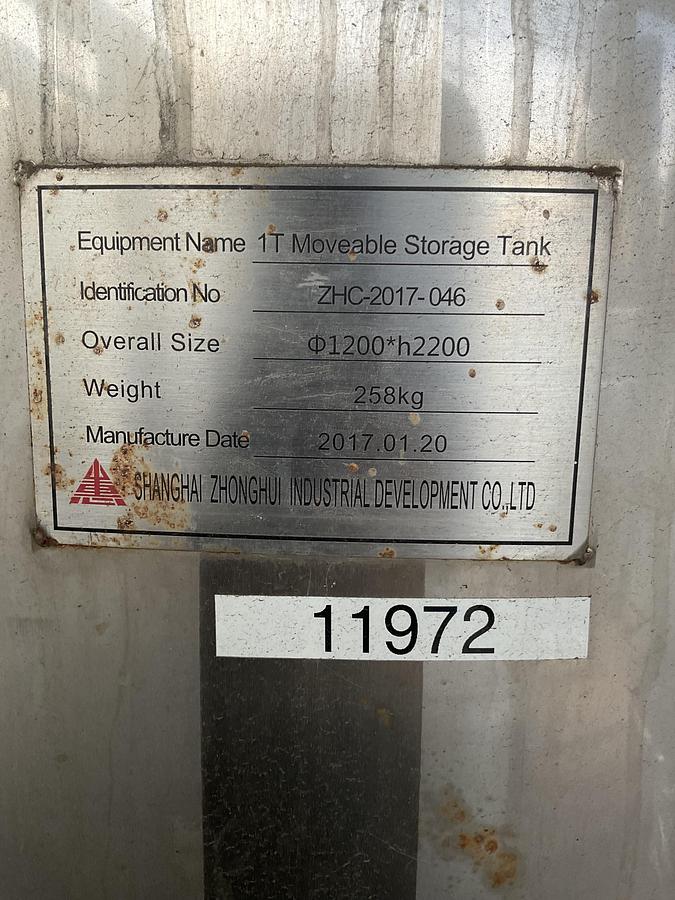 Equipment Name 1T Moveable Storage Tank
Identification No ZHC-2017-046
Overall Size Φ1200*h2200
Weight 258kg
Manufacture Date 2017.01.20
SHANGHAI ZHONGHUI INDUSTRIAL DEVELOPMENT CO.,LTD
11972